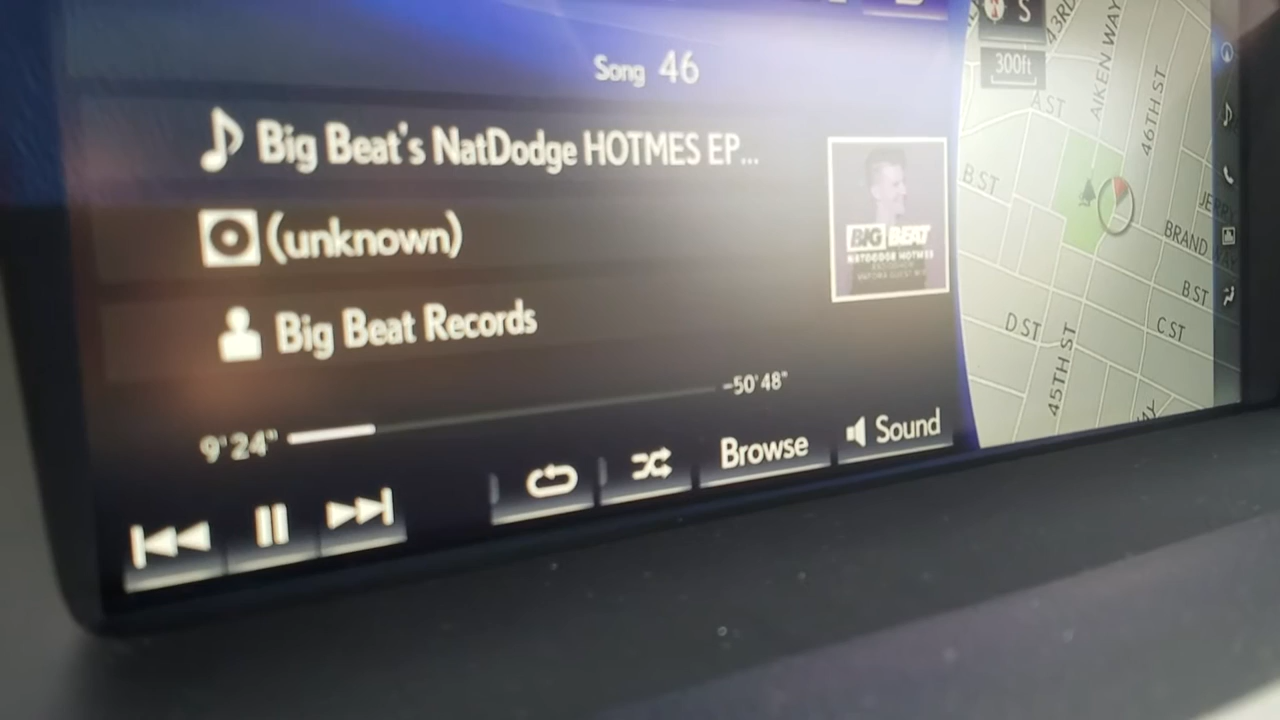 Song 46
Big Beat's NatDodge HOTMES EP...
(unknown)
Big Beat Records
9'24"
-50'48"
Browse
Sound
BIG BEAT
NATDODGE HOTMES
S
300ft
43RD
AIKEN WAY
A ST
46TH ST
B ST
BRAND
B ST
D ST
C ST
45TH ST